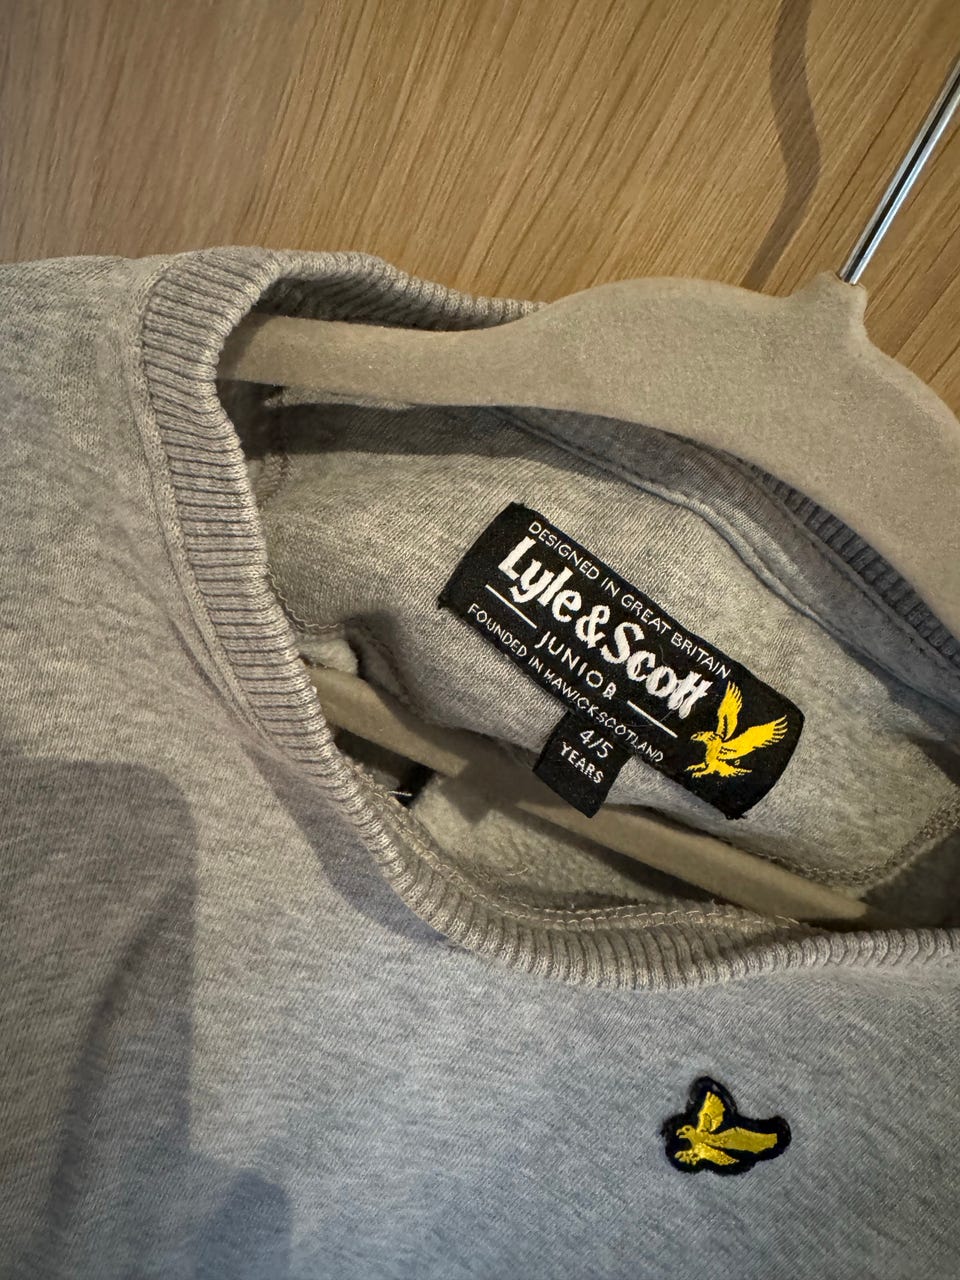 DESIGNED IN GREAT BRITAIN
Lyle & Scott
JUNIOR
FOUNDED IN HAWICK SCOTLAND
4/5
YEARS